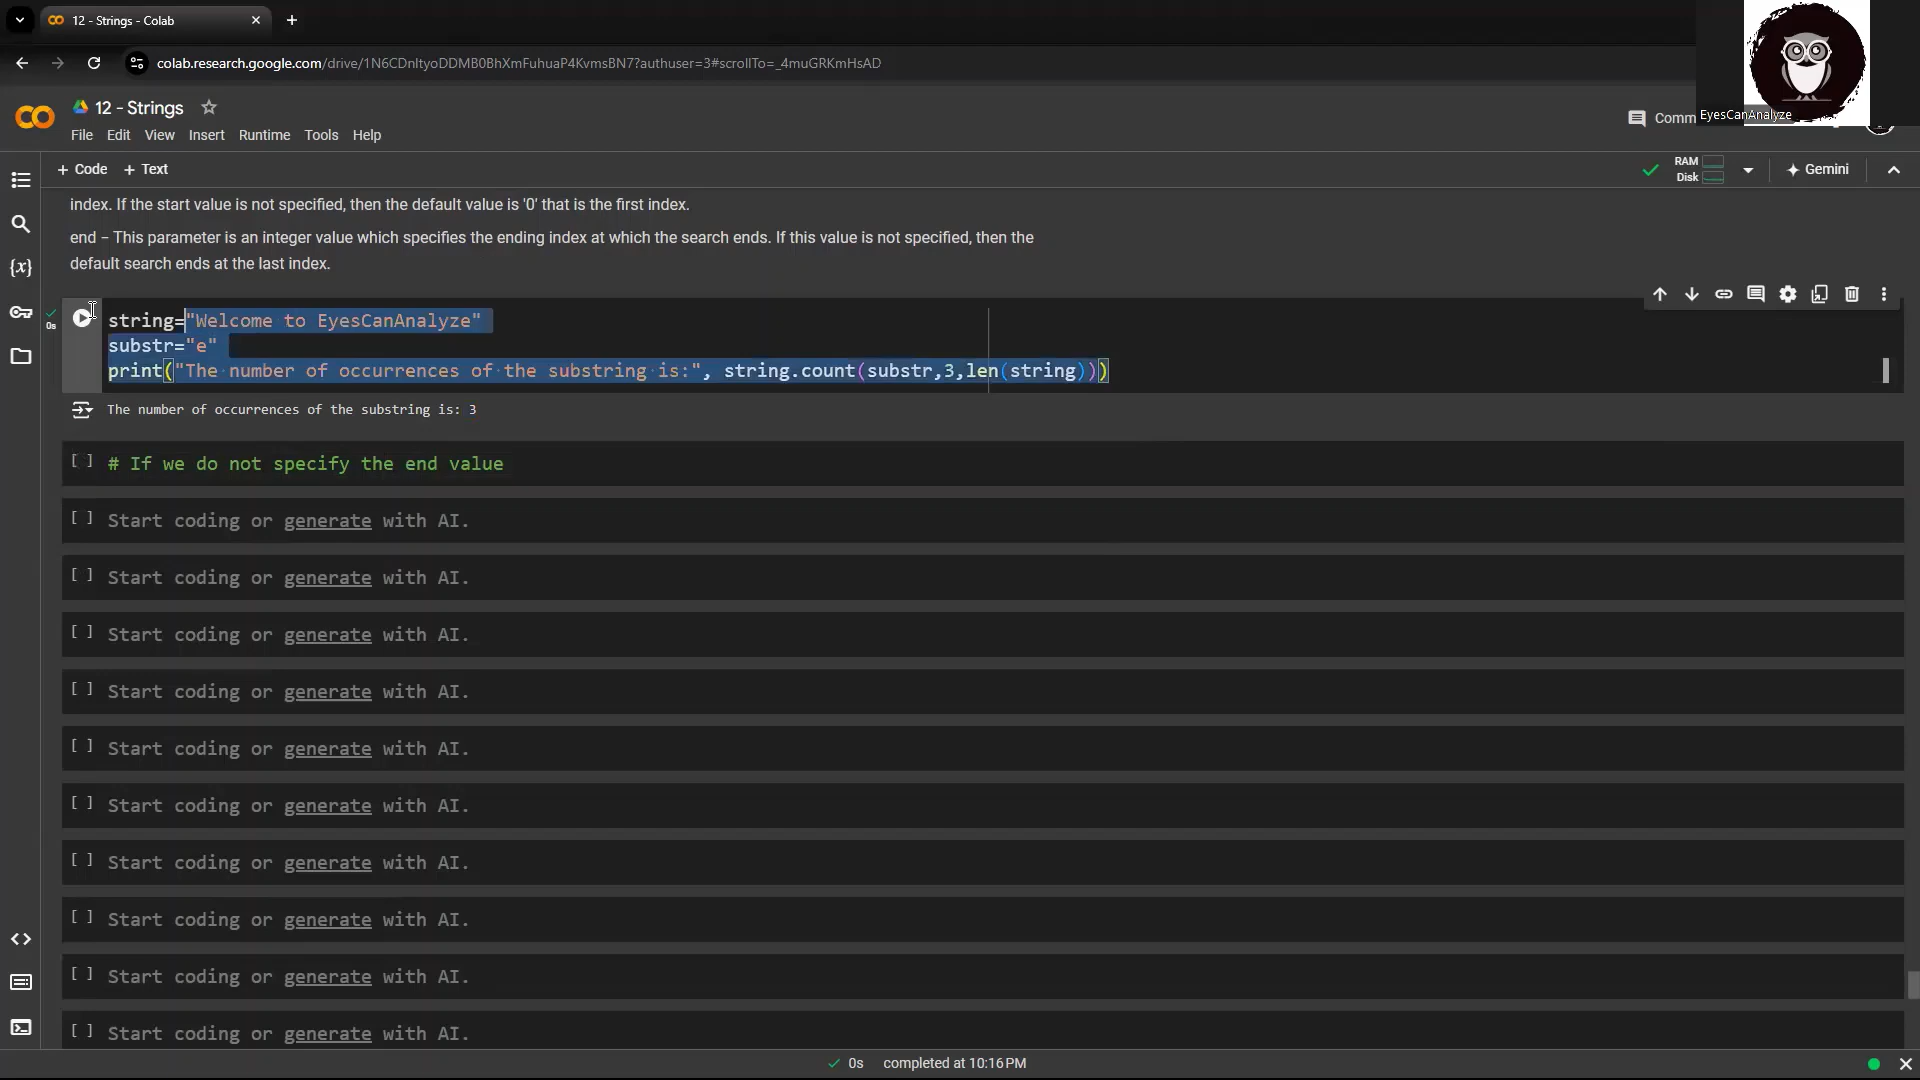 12 - Strings - Colab
colab.research.google.com/drive/1N6CDnItyoDDMB0BhXmFuhuaP4KvmsBN7?authuser=3#scrollTo=_4muGRKmHsAD
EyesCanAnalyze
12 - Strings
Comm
File Edit View Insert Runtime Tools Help
+ Code + Text
RAM
Disk
Gemini
index. If the start value is not specified, then the default value is '0' that is the first index.
end – This parameter is an integer value which specifies the ending index at which the search ends. If this value is not specified, then the
default search ends at the last index.
string="Welcome to EyesCanAnalyze"
0s
substr="e"
print("The number of occurrences of the substring is:", string.count(substr,3,len(string)))
The number of occurrences of the substring is: 3
[ ] # If we do not specify the end value
[ ] Start coding or generate with AI.
[ ] Start coding or generate with AI.
[ ] Start coding or generate with AI.
[ ] Start coding or generate with AI.
[ ] Start coding or generate with AI.
[ ] Start coding or generate with AI.
[ ] Start coding or generate with AI.
[ ] Start coding or generate with AI.
[ ] Start coding or generate with AI.
[ ] Start coding or generate with AI.
0s completed at 10:16 PM